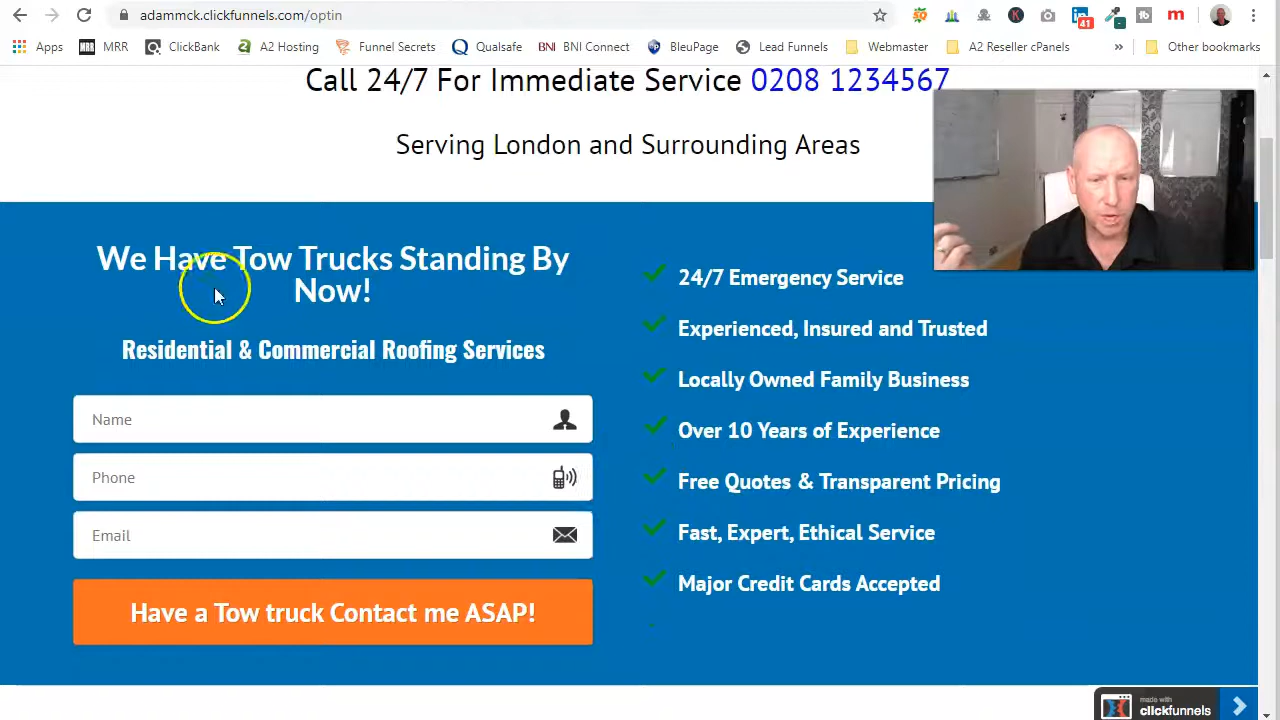 adammck.clickfunnels.com/optin
41
Apps
MRR MRR
ClickBank
A2 Hosting
Funnel Secrets
Qualsafe
BNI BNI Connect
BleuPage
Lead Funnels
Webmaster
A2 Reseller cPanels
»
Other bookmarks
Call 24/7 For Immediate Service 0208 1234567
Serving London and Surrounding Areas
We Have Tow Trucks Standing By
Now!
Residential & Commercial Roofing Services
Name
Phone
Email
Have a Tow truck Contact me ASAP!
24/7 Emergency Service
Experienced, Insured and Trusted
Locally Owned Family Business
Over 10 Years of Experience
Free Quotes & Transparent Pricing
Fast, Expert, Ethical Service
Major Credit Cards Accepted
made with
clickfunnels